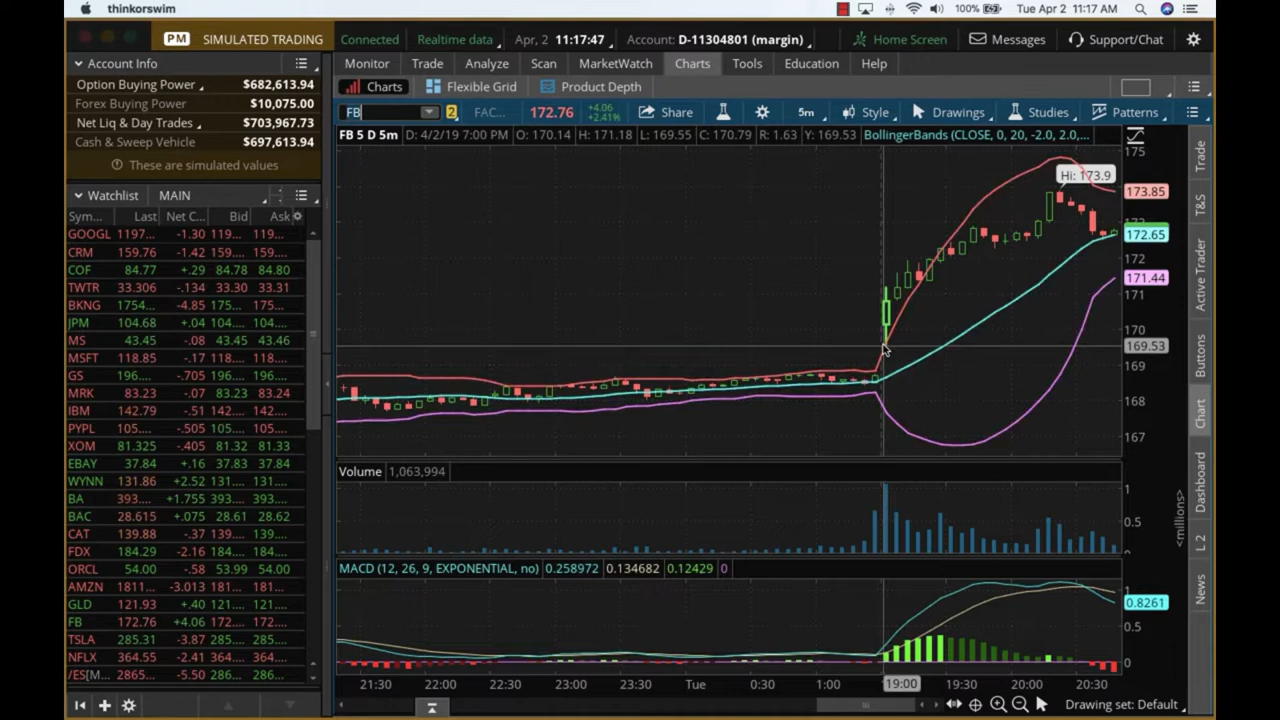 thinkorswim
100%
Tue Apr 2 11:17 AM
PM SIMULATED TRADING
Connected
Realtime data
Apr, 2 11:17:47
Account: D-11304801 (margin)
Home Screen
Messages
Support/Chat
Account Info
Option Buying Power $682,613.94
Forex Buying Power $10,075.00
Net Liq & Day Trades $703,967.73
Cash & Sweep Vehicle $697,613.94
These are simulated values
Monitor Trade Analyze Scan MarketWatch Charts Tools Education Help
Charts Flexible Grid Product Depth
FB 2 FAC... 172.76 +4.06 +2.41% Share 5m Style Drawings Studies Patterns
FB 5 D 5m D: 4/2/19 7:00 PM O: 170.14 H: 171.18 L: 169.55 C: 170.79 R: 1.63 Y: 169.53 BollingerBands (CLOSE, 0, 20, -2.0, 2.0,...
Watchlist MAIN
Sym... Last Net C... Bid Ask
GOOGL 1197... -1.30 119... 119...
CRM 159.76 -1.42 159... 159...
COF 84.77 +.29 84.78 84.80
TWTR 33.306 -.134 33.30 33.31
BKNG 1754... -4.85 175... 175...
JPM 104.68 +.04 104... 104...
MS 43.45 -.08 43.45 43.46
MSFT 118.85 -.17 118... 118...
GS 196... -.705 196... 196...
MRK 83.23 -.07 83.23 83.24
IBM 142.79 -.51 142... 142...
PYPL 105... -.505 105... 105...
XOM 81.325 -.405 81.32 81.33
EBAY 37.84 +.16 37.83 37.84
WYNN 131.86 +2.52 131... 131...
BA 393... +1.755 393... 393...
BAC 28.615 +.075 28.61 28.62
CAT 139.88 -.37 139... 139...
FDX 184.29 -2.16 184... 184...
ORCL 54.00 -.58 53.99 54.00
AMZN 1811... -3.013 181... 181...
GLD 121.93 +.40 121... 121...
FB 172.76 +4.06 172... 172...
TSLA 285.31 -3.87 285... 285...
NFLX 364.55 -2.41 364... 364...
/ES[M... 2865... -5.50 286... 286...
Hi: 173.9
175
173.85
172.65
172
171.44
171
170
169.53
169
168
167
Volume 1,063,994
1
0.5
<millions>
MACD (12, 26, 9, EXPONENTIAL, no) 0.258972 0.134682 0.12429 0
1
0.8261
0.5
0
21:30 22:00 22:30 23:00 23:30 Tue 0:30 1:00 19:00 19:30 20:00 20:30
Drawing set: Default
Trade
T&S
Active Trader
Buttons
Chart
Dashboard
L 2
News